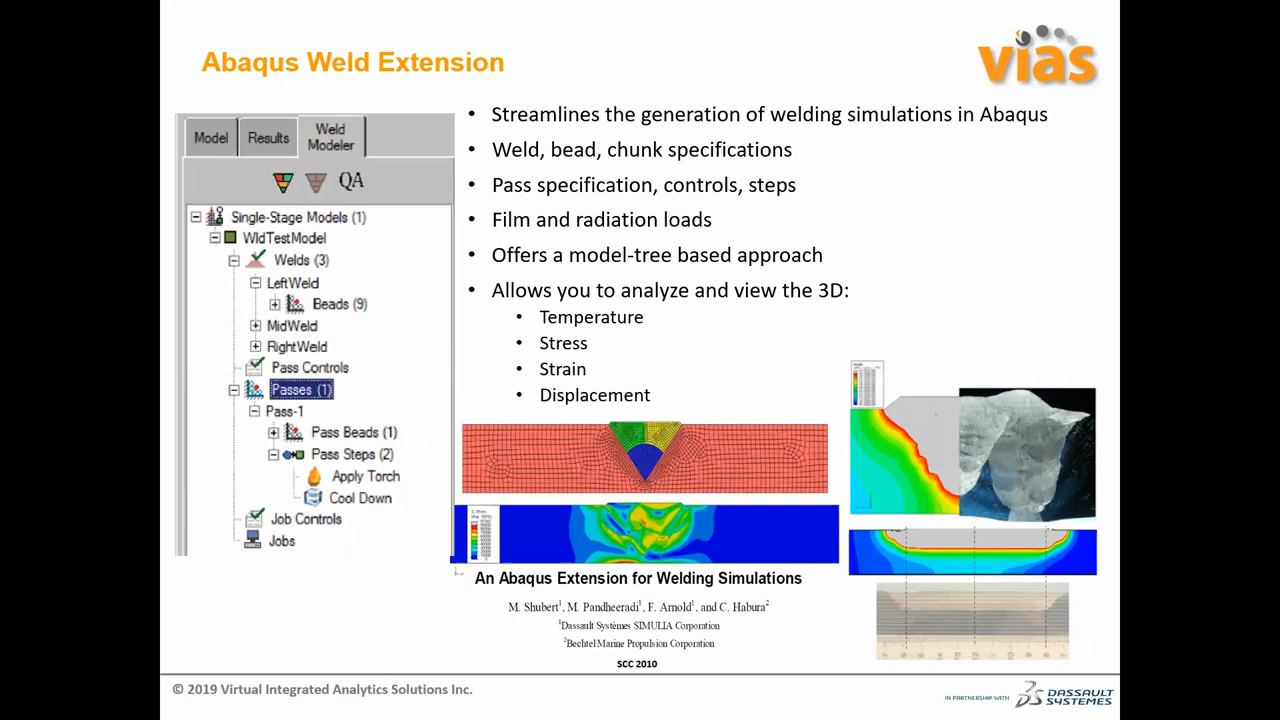 Abaqus Weld Extension
vias
Model
Results
Weld
Modeler
QA
Single-Stage Models (1)
WldTestModel
Welds (3)
LeftWeld
Beads (9)
MidWeld
RightWeld
Pass Controls
Passes (1)
Pass-1
Pass Beads (1)
Pass Steps (2)
Apply Torch
Cool Down
Job Controls
Jobs
• Streamlines the generation of welding simulations in Abaqus
• Weld, bead, chunk specifications
• Pass specification, controls, steps
• Film and radiation loads
• Offers a model-tree based approach
• Allows you to analyze and view the 3D:
• Temperature
• Stress
• Strain
• Displacement
An Abaqus Extension for Welding Simulations
M. Shubert1, M. Pandheeradi1, F. Arnold1, and C. Habura2
1Dassault Systèmes SIMULIA Corporation
2Bechtel Marine Propulsion Corporation
SCC 2010
© 2019 Virtual Integrated Analytics Solutions Inc.
IN PARTNERSHIP WITH
DASSAULT
SYSTEMES